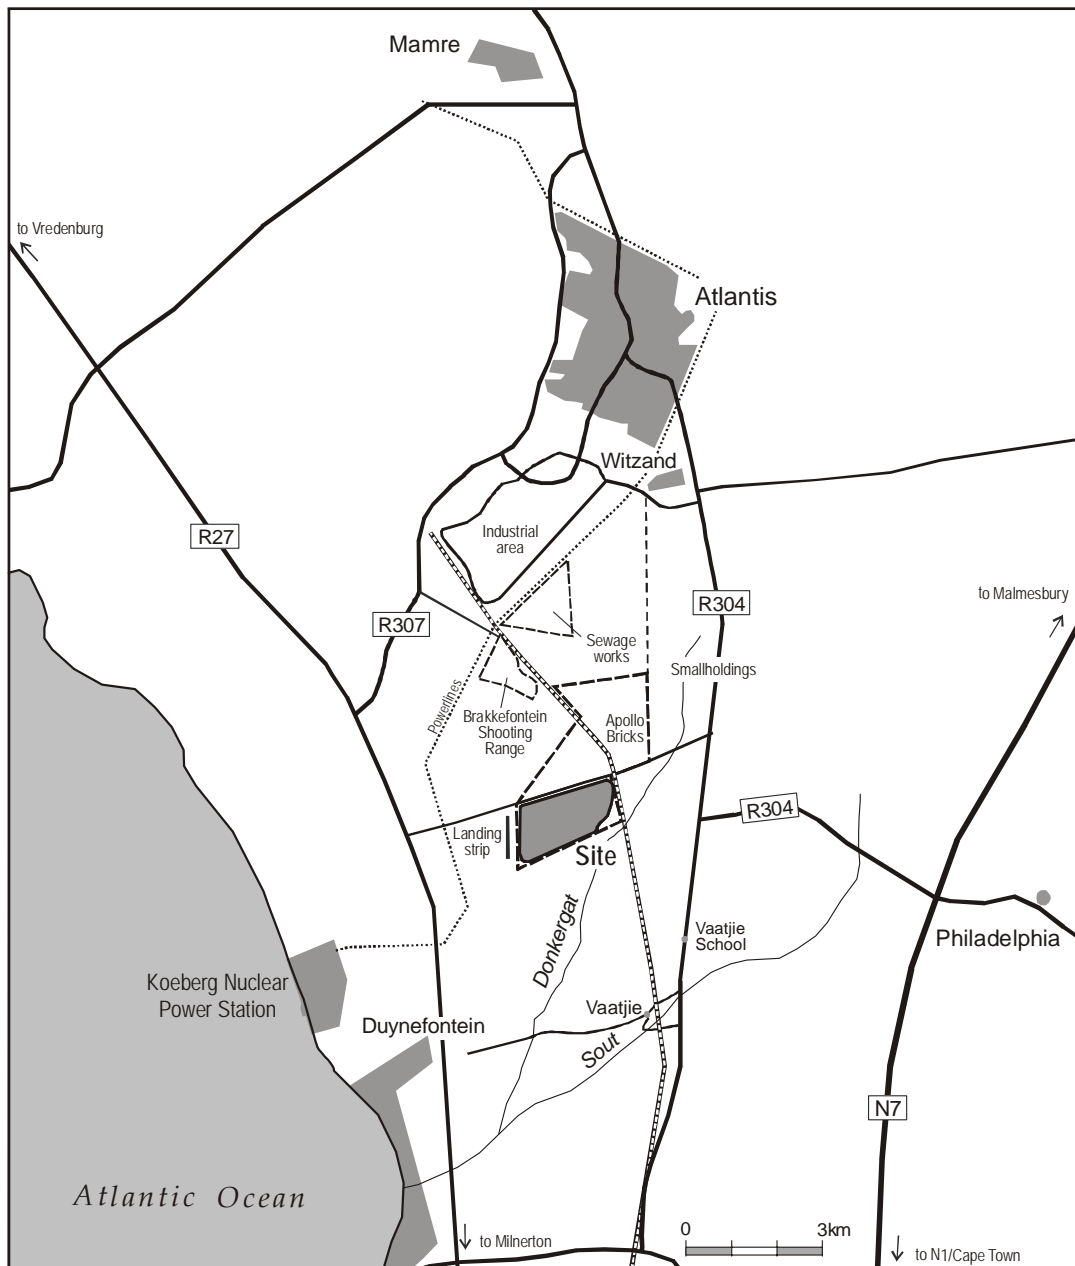 Mamre
to Vredenburg
Atlantis
Witzand
Industrial
area
R27
R304
to Malmesbury
R307
Sewage
works
Smallholdings
Powerlines
Brakkefontein
Shooting
Range
Apollo
Bricks
R304
Landing
strip
Site
Donkergat
Vaatjie
School
Philadelphia
Koeberg Nuclear
Power Station
Vaatjie
Duynefontein
Sout
N7
Atlantic Ocean
to Milnerton
0 3km
to N1/Cape Town